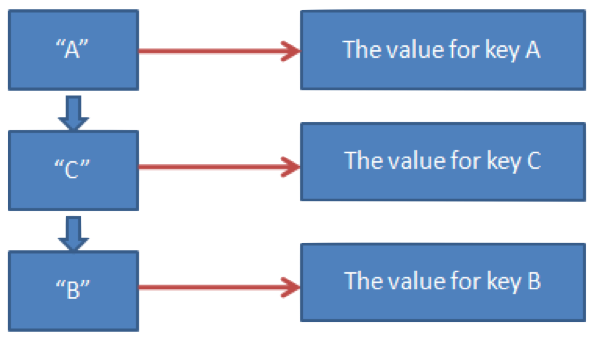 “A”
The value for key A
“C”
The value for key C
“B”
The value for key B